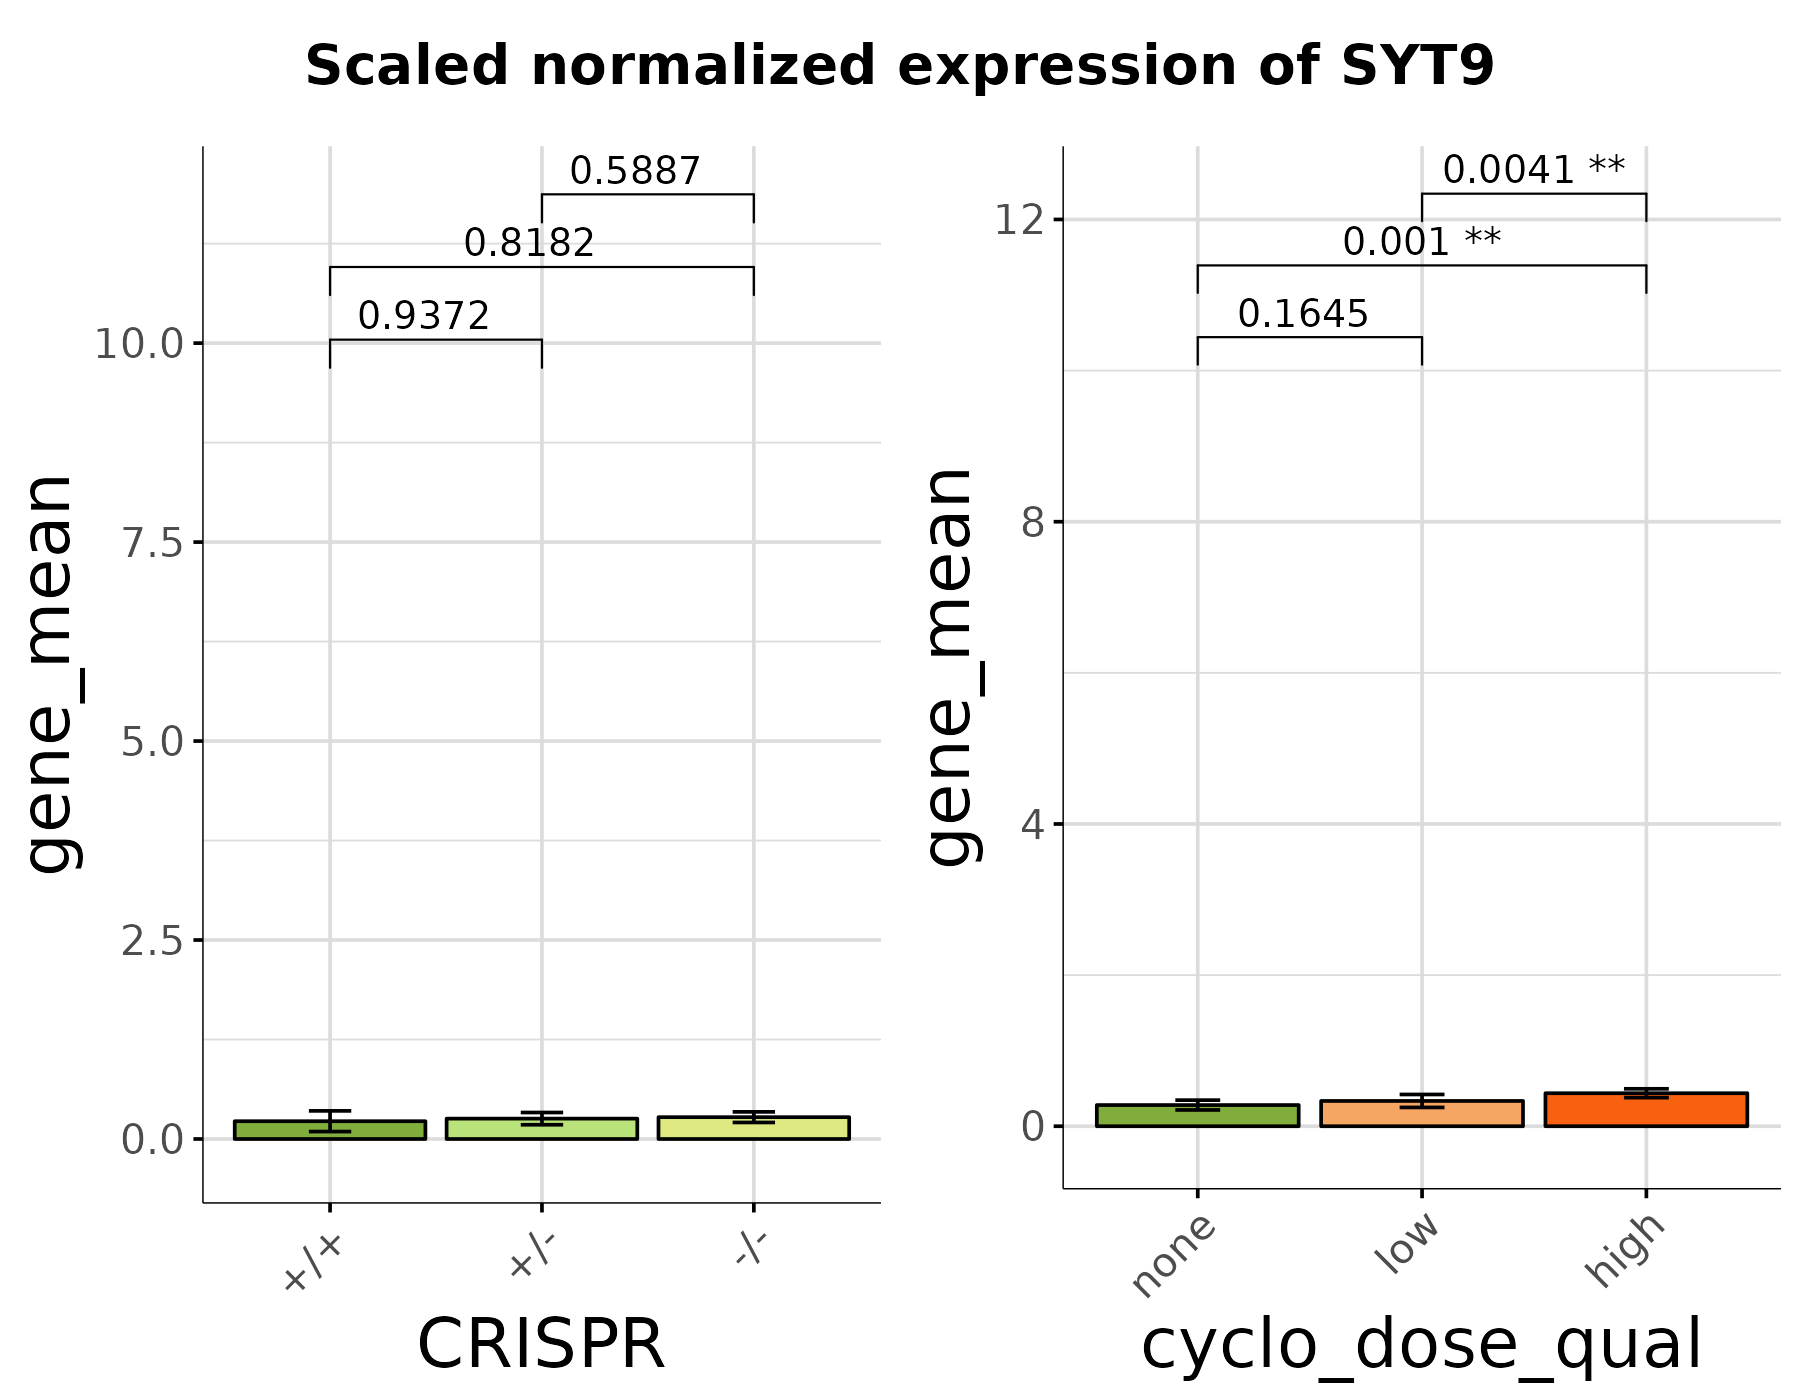 Scaled normalized expression of SYT9
gene_mean
10.0
7.5
5.0
2.5
0.0
0.5887
0.8182
0.9372
+/+
+/-
-/-
CRISPR
gene_mean
12
8
4
0
0.0041 **
0.001 **
0.1645
none
low
high
cyclo_dose_qual